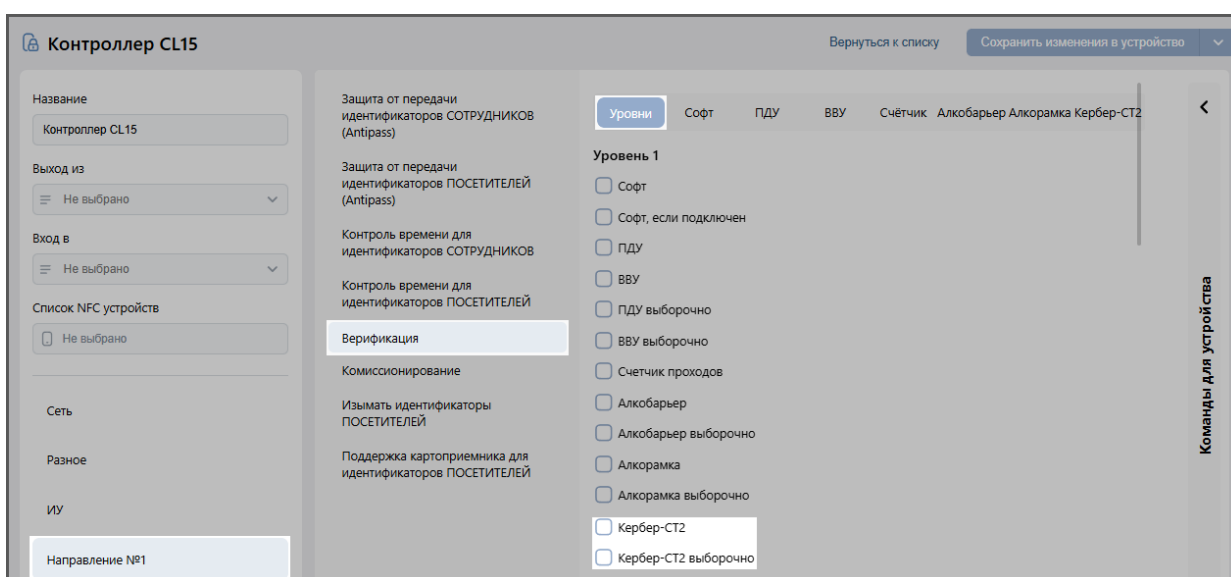 Контроллер CL15
Вернуться к списку
Сохранить изменения в устройство
Название
Контроллер CL15
Выход из
Не выбрано
Вход в
Не выбрано
Список NFC устройств
Не выбрано
Сеть
Разное
ИУ
Направление №1
Защита от передачи
идентификаторов СОТРУДНИКОВ
(Antipass)
Защита от передачи
идентификаторов ПОСЕТИТЕЛЕЙ
(Antipass)
Контроль времени для
идентификаторов СОТРУДНИКОВ
Контроль времени для
идентификаторов ПОСЕТИТЕЛЕЙ
Верификация
Комиссионирование
Изымать идентификаторы
ПОСЕТИТЕЛЕЙ
Поддержка картоприемника для
идентификаторов ПОСЕТИТЕЛЕЙ
Уровни Софт ПДУ ВВУ Счётчик Алкобарьер Алкорамка Кербер-СТ2
Уровень 1
Софт
Софт, если подключен
ПДУ
ВВУ
ПДУ выборочно
ВВУ выборочно
Счетчик проходов
Алкобарьер
Алкобарьер выборочно
Алкорамка
Алкорамка выборочно
Кербер-СТ2
Кербер-СТ2 выборочно
Команды для устройства